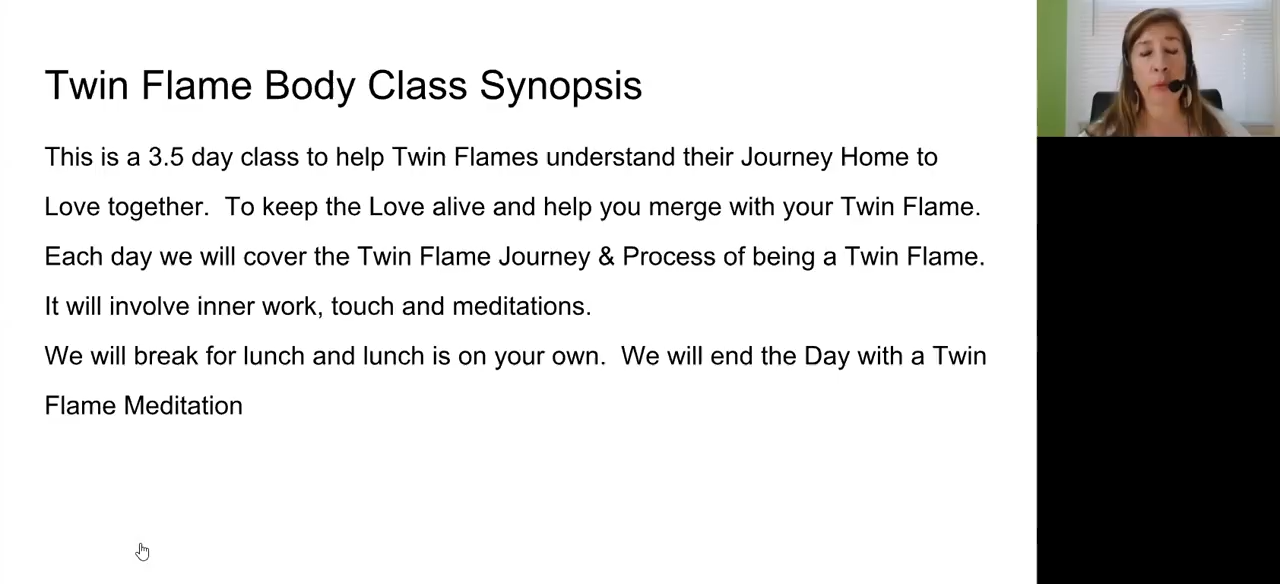 Twin Flame Body Class Synopsis
This is a 3.5 day class to help Twin Flames understand their Journey Home to
Love together.  To keep the Love alive and help you merge with your Twin Flame.
Each day we will cover the Twin Flame Journey & Process of being a Twin Flame.
It will involve inner work, touch and meditations.
We will break for lunch and lunch is on your own.  We will end the Day with a Twin
Flame Meditation